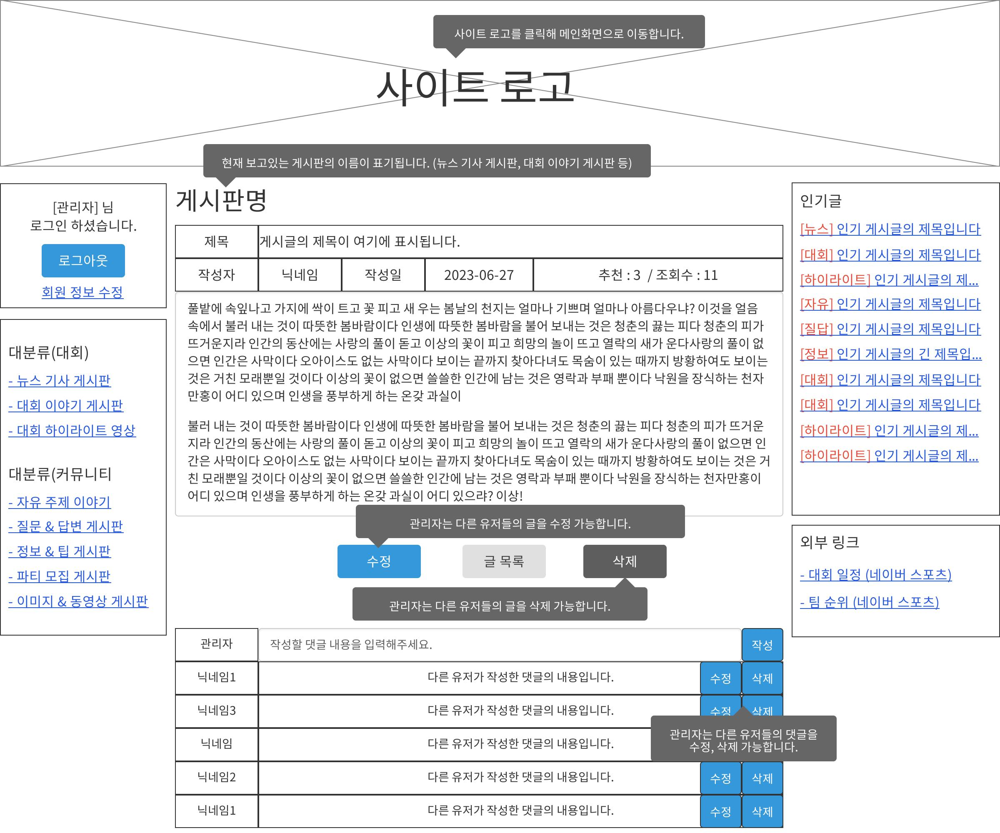 사이트 로고를 클릭해 메인화면으로 이동합니다.
사이트 로고
현재 보고있는 게시판의 이름이 표기됩니다. (뉴스 기사 게시판, 대회 이야기 게시판 등)
[관리자] 님
로그인 하셨습니다.
로그아웃
회원 정보 수정
대분류(대회)
- 뉴스 기사 게시판
- 대회 이야기 게시판
- 대회 하이라이트 영상
대분류(커뮤니티
- 자유 주제 이야기
- 질문 & 답변 게시판
- 정보 & 팁 게시판
- 파티 모집 게시판
- 이미지 & 동영상 게시판
게시판명
제목 게시글의 제목이 여기에 표시됩니다.
작성자 닉네임 작성일 2023-06-27 추천 : 3 / 조회수 : 11
풀밭에 속잎나고 가지에 싹이 트고 꽃 피고 새 우는 봄날의 천지는 얼마나 기쁘며 얼마나 아름다우냐? 이것을 얼음
속에서 불러 내는 것이 따뜻한 봄바람이다 인생에 따뜻한 봄바람을 불어 보내는 것은 청춘의 끓는 피다 청춘의 피가
뜨거운지라 인간의 동산에는 사랑의 풀이 돋고 이상의 꽃이 피고 희망의 놀이 뜨고 열락의 새가 운다사랑의 풀이 없
으면 인간은 사막이다 오아이스도 없는 사막이다 보이는 끝까지 찾아다녀도 목숨이 있는 때까지 방황하여도 보이는
것은 거친 모래뿐일 것이다 이상의 꽃이 없으면 쓸쓸한 인간에 남는 것은 영락과 부패 뿐이다 낙원을 장식하는 천자
만홍이 어디 있으며 인생을 풍부하게 하는 온갖 과실이
불러 내는 것이 따뜻한 봄바람이다 인생에 따뜻한 봄바람을 불어 보내는 것은 청춘의 끓는 피다 청춘의 피가 뜨거운
지라 인간의 동산에는 사랑의 풀이 돋고 이상의 꽃이 피고 희망의 놀이 뜨고 열락의 새가 운다사랑의 풀이 없으면 인
간은 사막이다 오아이스도 없는 사막이다 보이는 끝까지 찾아다녀도 목숨이 있는 때까지 방황하여도 보이는 것은 거
친 모래뿐일 것이다 이상의 꽃이 없으면 쓸쓸한 인간에 남는 것은 영락과 부패 뿐이다 낙원을 장식하는 천자만홍이
어디 있으며 인생을 풍부하게 하는 온갖 과실이 어디 있으랴? 이상!
관리자는 다른 유저들의 글을 수정 가능합니다.
수정 글 목록 삭제
관리자는 다른 유저들의 글을 삭제 가능합니다.
관리자 작성할 댓글 내용을 입력해주세요. 작성
닉네임1 다른 유저가 작성한 댓글의 내용입니다. 수정 삭제
닉네임3 다른 유저가 작성한 댓글의 내용입니다. 수정 삭제
닉네임 다른 유저가 작성한 댓글의 내용입니다.
관리자는 다른 유저들의 댓글을
수정, 삭제 가능합니다.
닉네임2 다른 유저가 작성한 댓글의 내용입니다. 수정 삭제
닉네임1 다른 유저가 작성한 댓글의 내용입니다. 수정 삭제
인기글
[뉴스] 인기 게시글의 제목입니다
[대회] 인기 게시글의 제목입니다
[하이라이트] 인기 게시글의 제...
[자유] 인기 게시글의 제목입니다
[질답] 인기 게시글의 제목입니다
[정보] 인기 게시글의 긴 제목입...
[대회] 인기 게시글의 제목입니다
[대회] 인기 게시글의 제목입니다
[하이라이트] 인기 게시글의 제...
[하이라이트] 인기 게시글의 제...
외부 링크
- 대회 일정 (네이버 스포츠)
- 팀 순위 (네이버 스포츠)